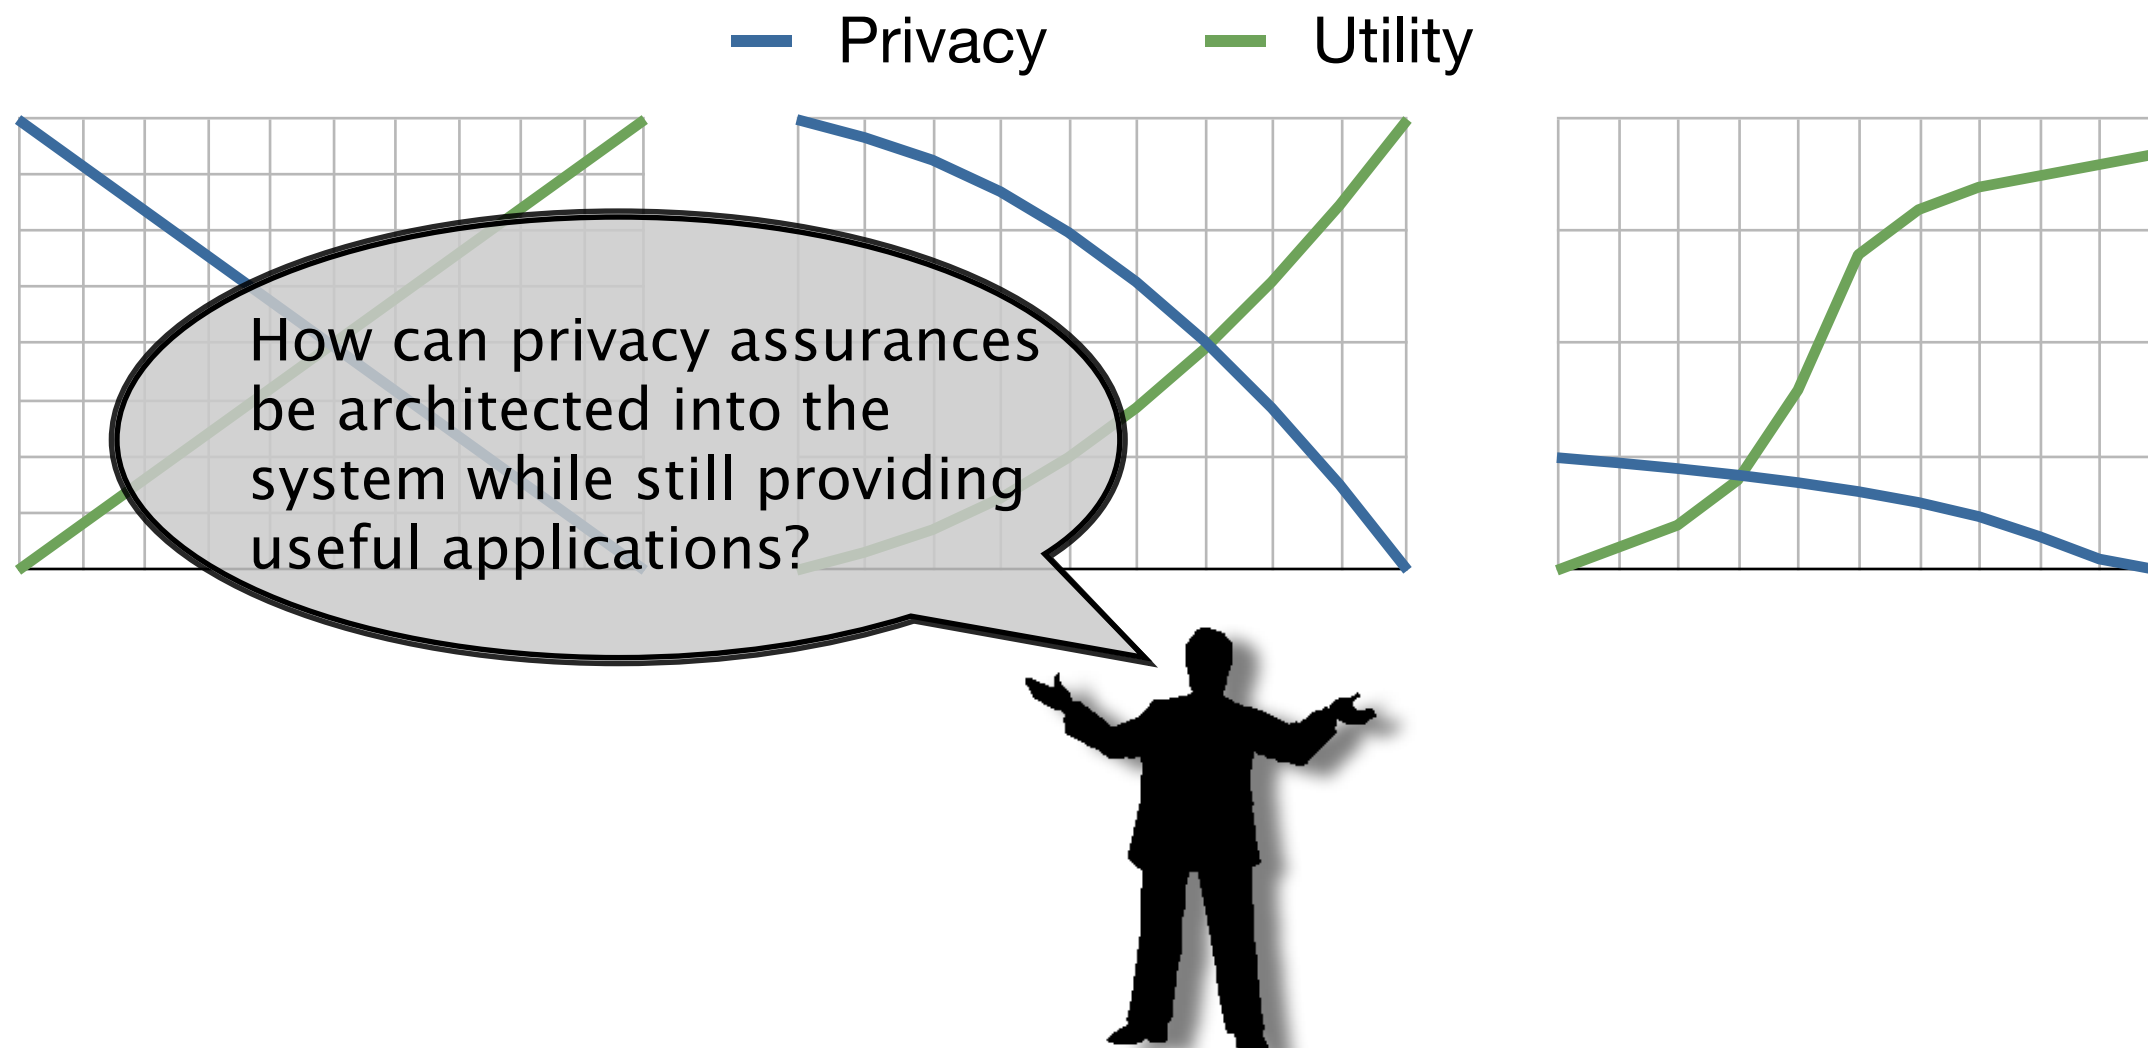 Privacy Utility
How can privacy assurances
be architected into the
system while still providing
useful applications?